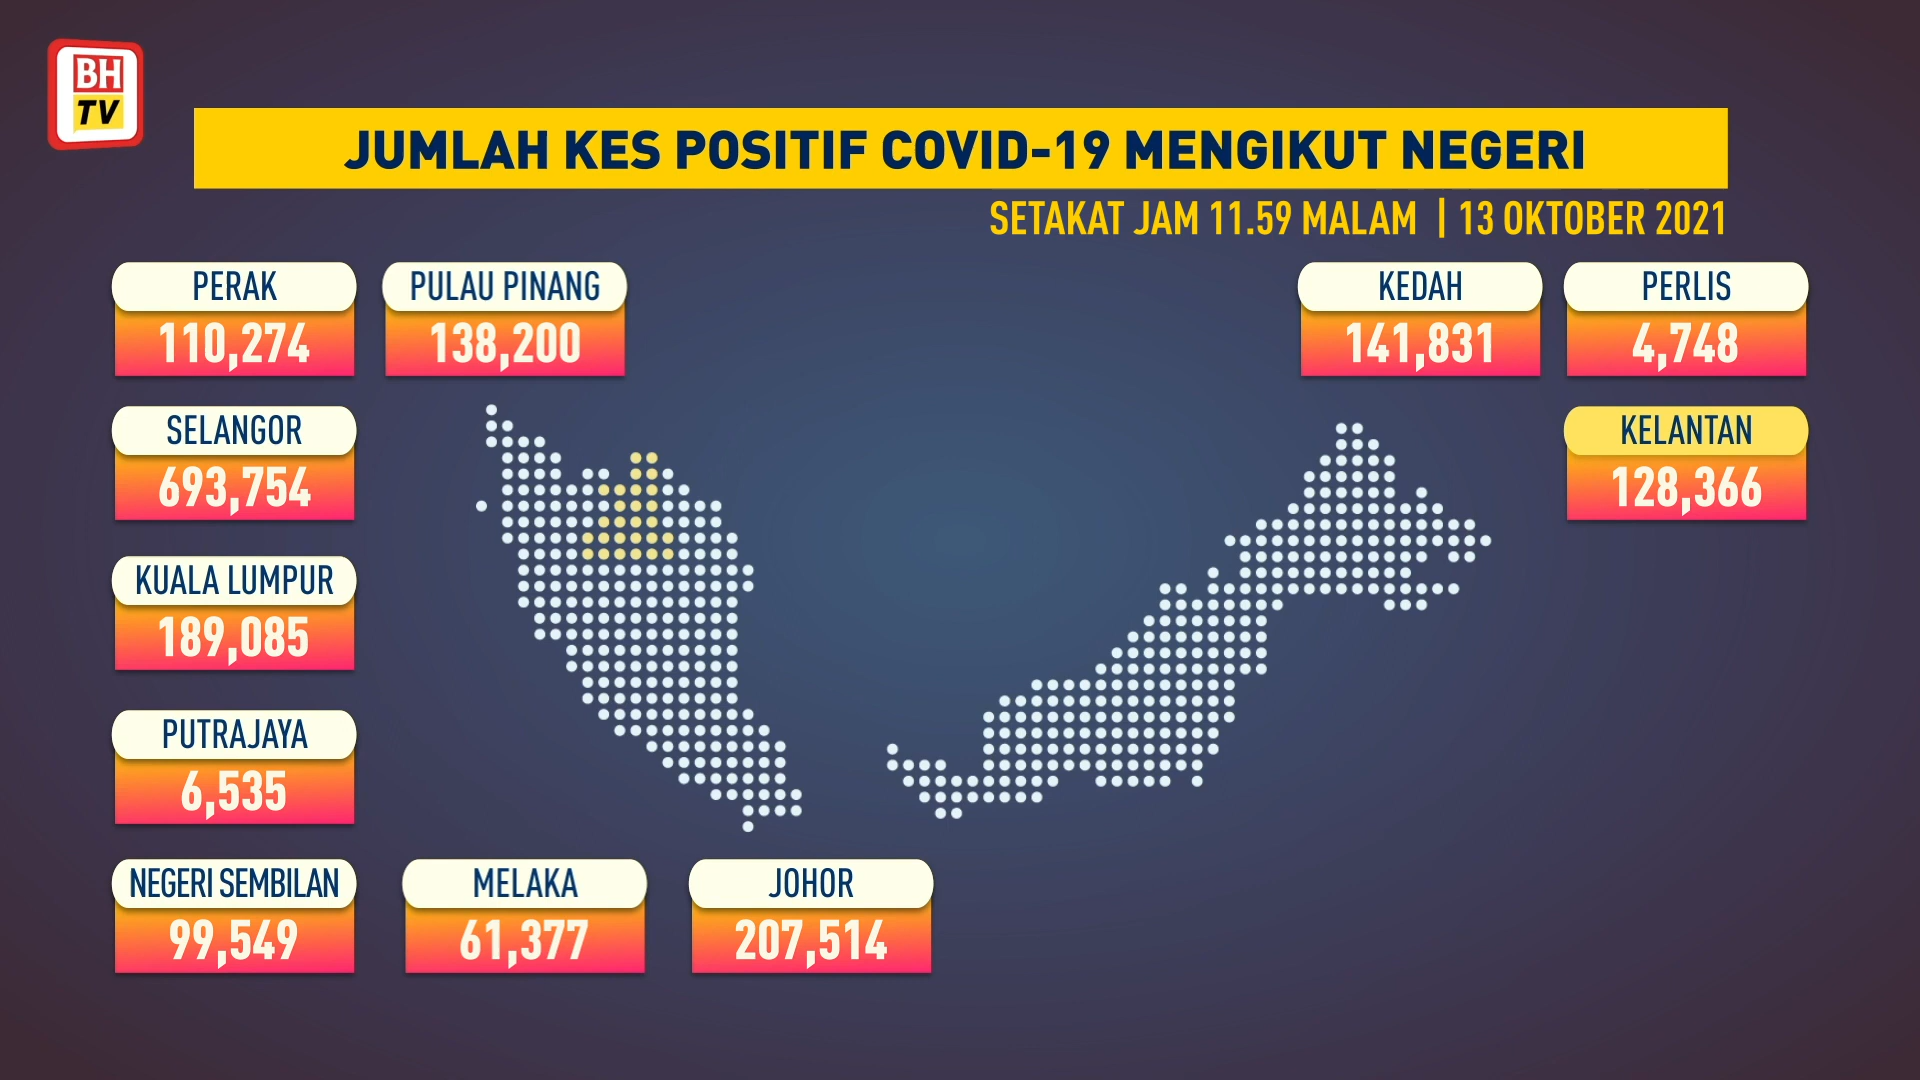 BH
TV
JUMLAH KES POSITIF COVID-19 MENGIKUT NEGERI
SETAKAT JAM 11.59 MALAM | 13 OKTOBER 2021
PERAK
110,274
PULAU PINANG
138,200
KEDAH
141,831
PERLIS
4,748
SELANGOR
693,754
KELANTAN
128,366
KUALA LUMPUR
189,085
PUTRAJAYA
6,535
NEGERI SEMBILAN
99,549
MELAKA
61,377
JOHOR
207,514